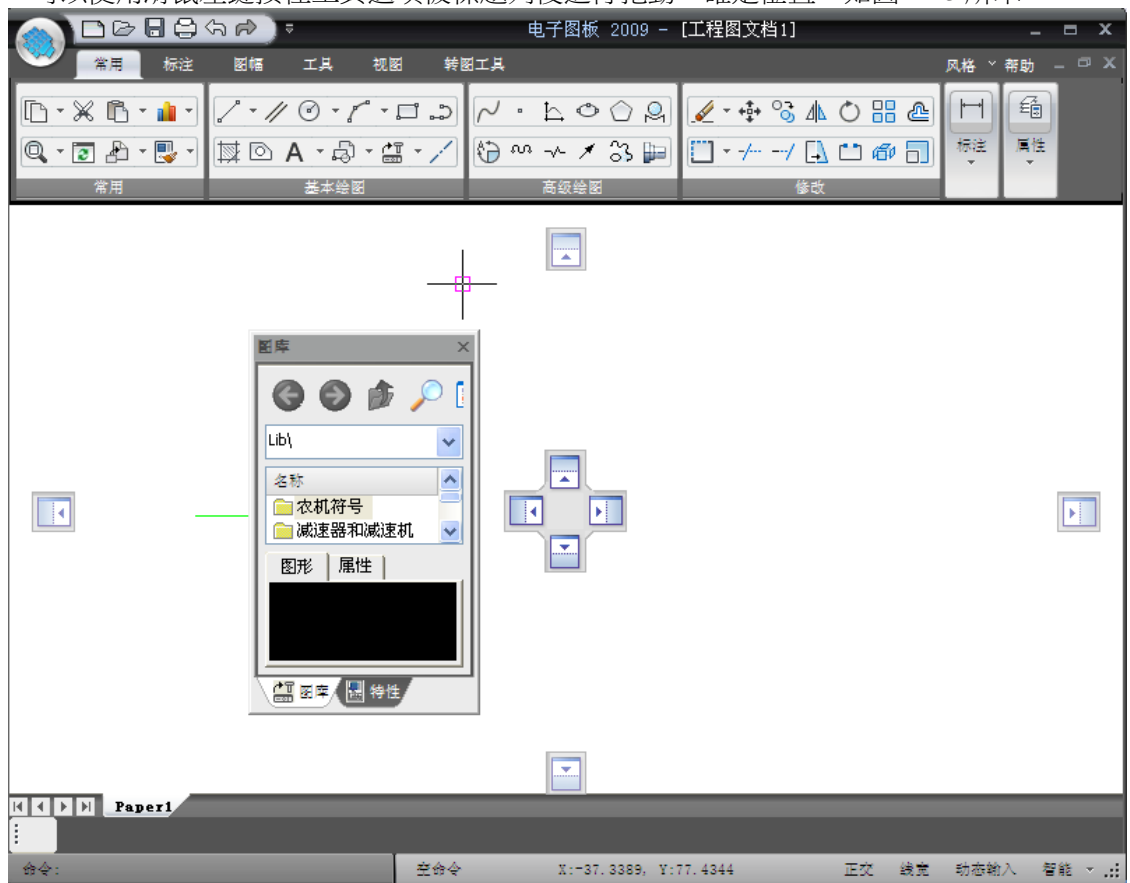 电子图板 2009 - [工程图文档1]
常用 标注 图幅 工具 视图 转图工具 风格 帮助
标注 属性
常用 基本绘图 高级绘图 修改
图库
Lib\
名称
农机符号
减速器和减速机
图形 属性
图库 特性
Paper1
命令: 空命令 X:-37.3389, Y:77.4344 正交 线宽 动态输入 智能